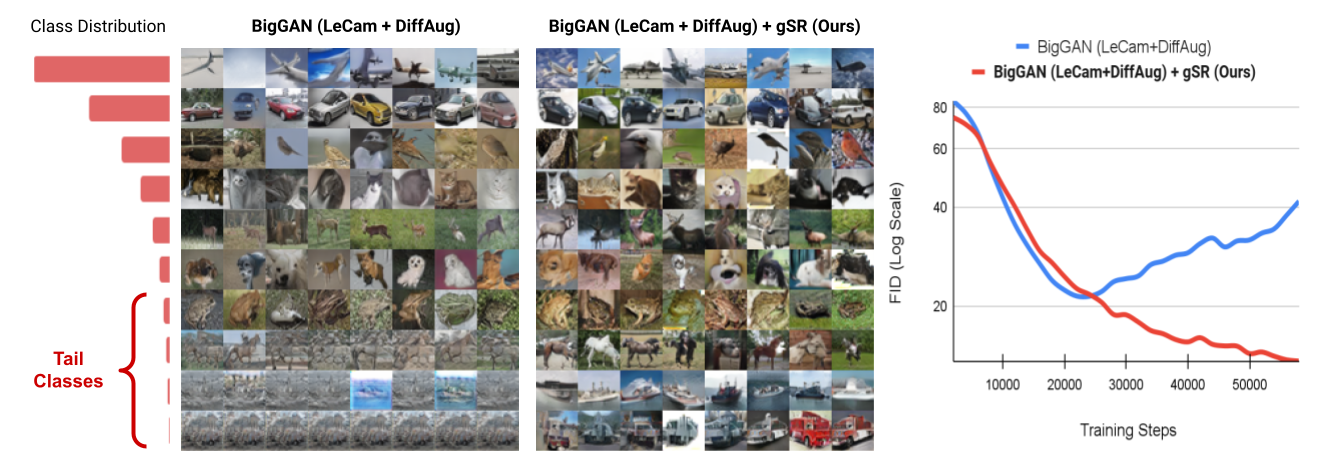 Class Distribution
BigGAN (LeCam + DiffAug)
BigGAN (LeCam + DiffAug) + gSR (Ours)
Tail
Classes
BigGAN (LeCam+DiffAug)
BigGAN (LeCam+DiffAug) + gSR (Ours)
FID (Log Scale)
80
60
40
20
10000 20000 30000 40000 50000
Training Steps